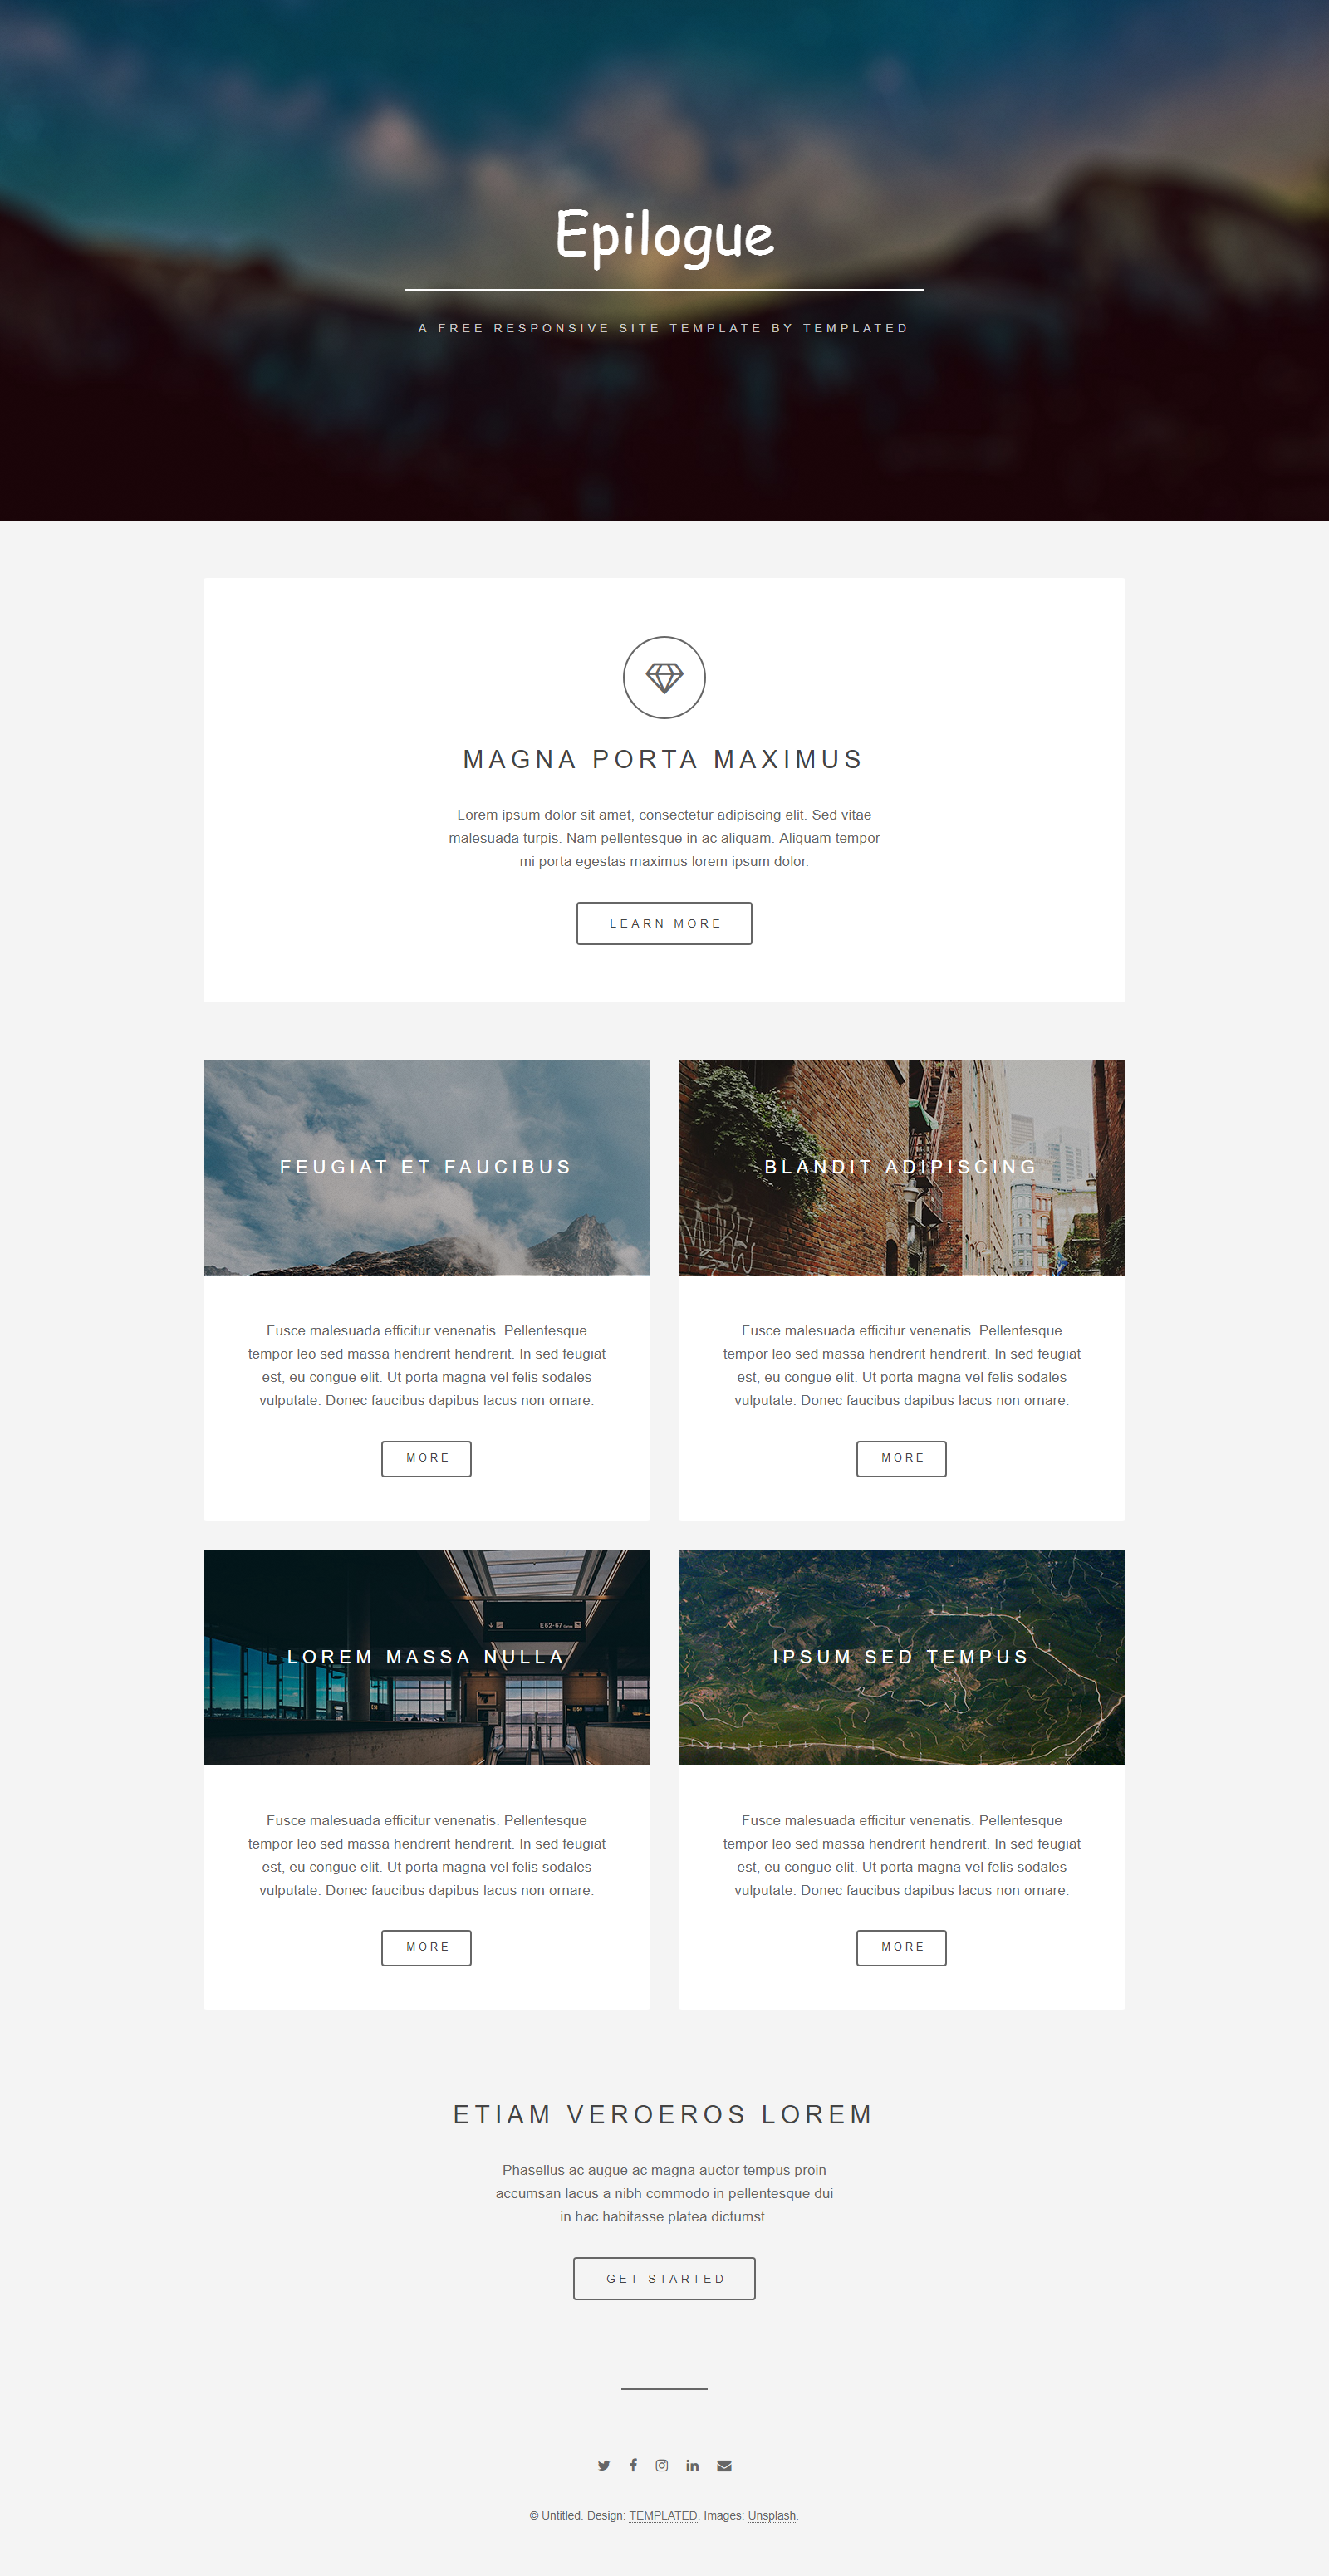 Epilogue
A FREE RESPONSIVE SITE TEMPLATE BY TEMPLATED
MAGNA PORTA MAXIMUS
Lorem ipsum dolor sit amet, consectetur adipiscing elit. Sed vitae
malesuada turpis. Nam pellentesque in ac aliquam. Aliquam tempor
mi porta egestas maximus lorem ipsum dolor.
LEARN MORE
FEUGIAT ET FAUCIBUS
Fusce malesuada efficitur venenatis. Pellentesque
tempor leo sed massa hendrerit hendrerit. In sed feugiat
est, eu congue elit. Ut porta magna vel felis sodales
vulputate. Donec faucibus dapibus lacus non ornare.
MORE
BLANDIT ADIPISCING
Fusce malesuada efficitur venenatis. Pellentesque
tempor leo sed massa hendrerit hendrerit. In sed feugiat
est, eu congue elit. Ut porta magna vel felis sodales
vulputate. Donec faucibus dapibus lacus non ornare.
MORE
E62-67
LOREM MASSA NULLA
Fusce malesuada efficitur venenatis. Pellentesque
tempor leo sed massa hendrerit hendrerit. In sed feugiat
est, eu congue elit. Ut porta magna vel felis sodales
vulputate. Donec faucibus dapibus lacus non ornare.
MORE
IPSUM SED TEMPUS
Fusce malesuada efficitur venenatis. Pellentesque
tempor leo sed massa hendrerit hendrerit. In sed feugiat
est, eu congue elit. Ut porta magna vel felis sodales
vulputate. Donec faucibus dapibus lacus non ornare.
MORE
ETIAM VEROEROS LOREM
Phasellus ac augue ac magna auctor tempus proin
accumsan lacus a nibh commodo in pellentesque dui
in hac habitasse platea dictumst.
GET STARTED
© Untitled. Design: TEMPLATED. Images: Unsplash.